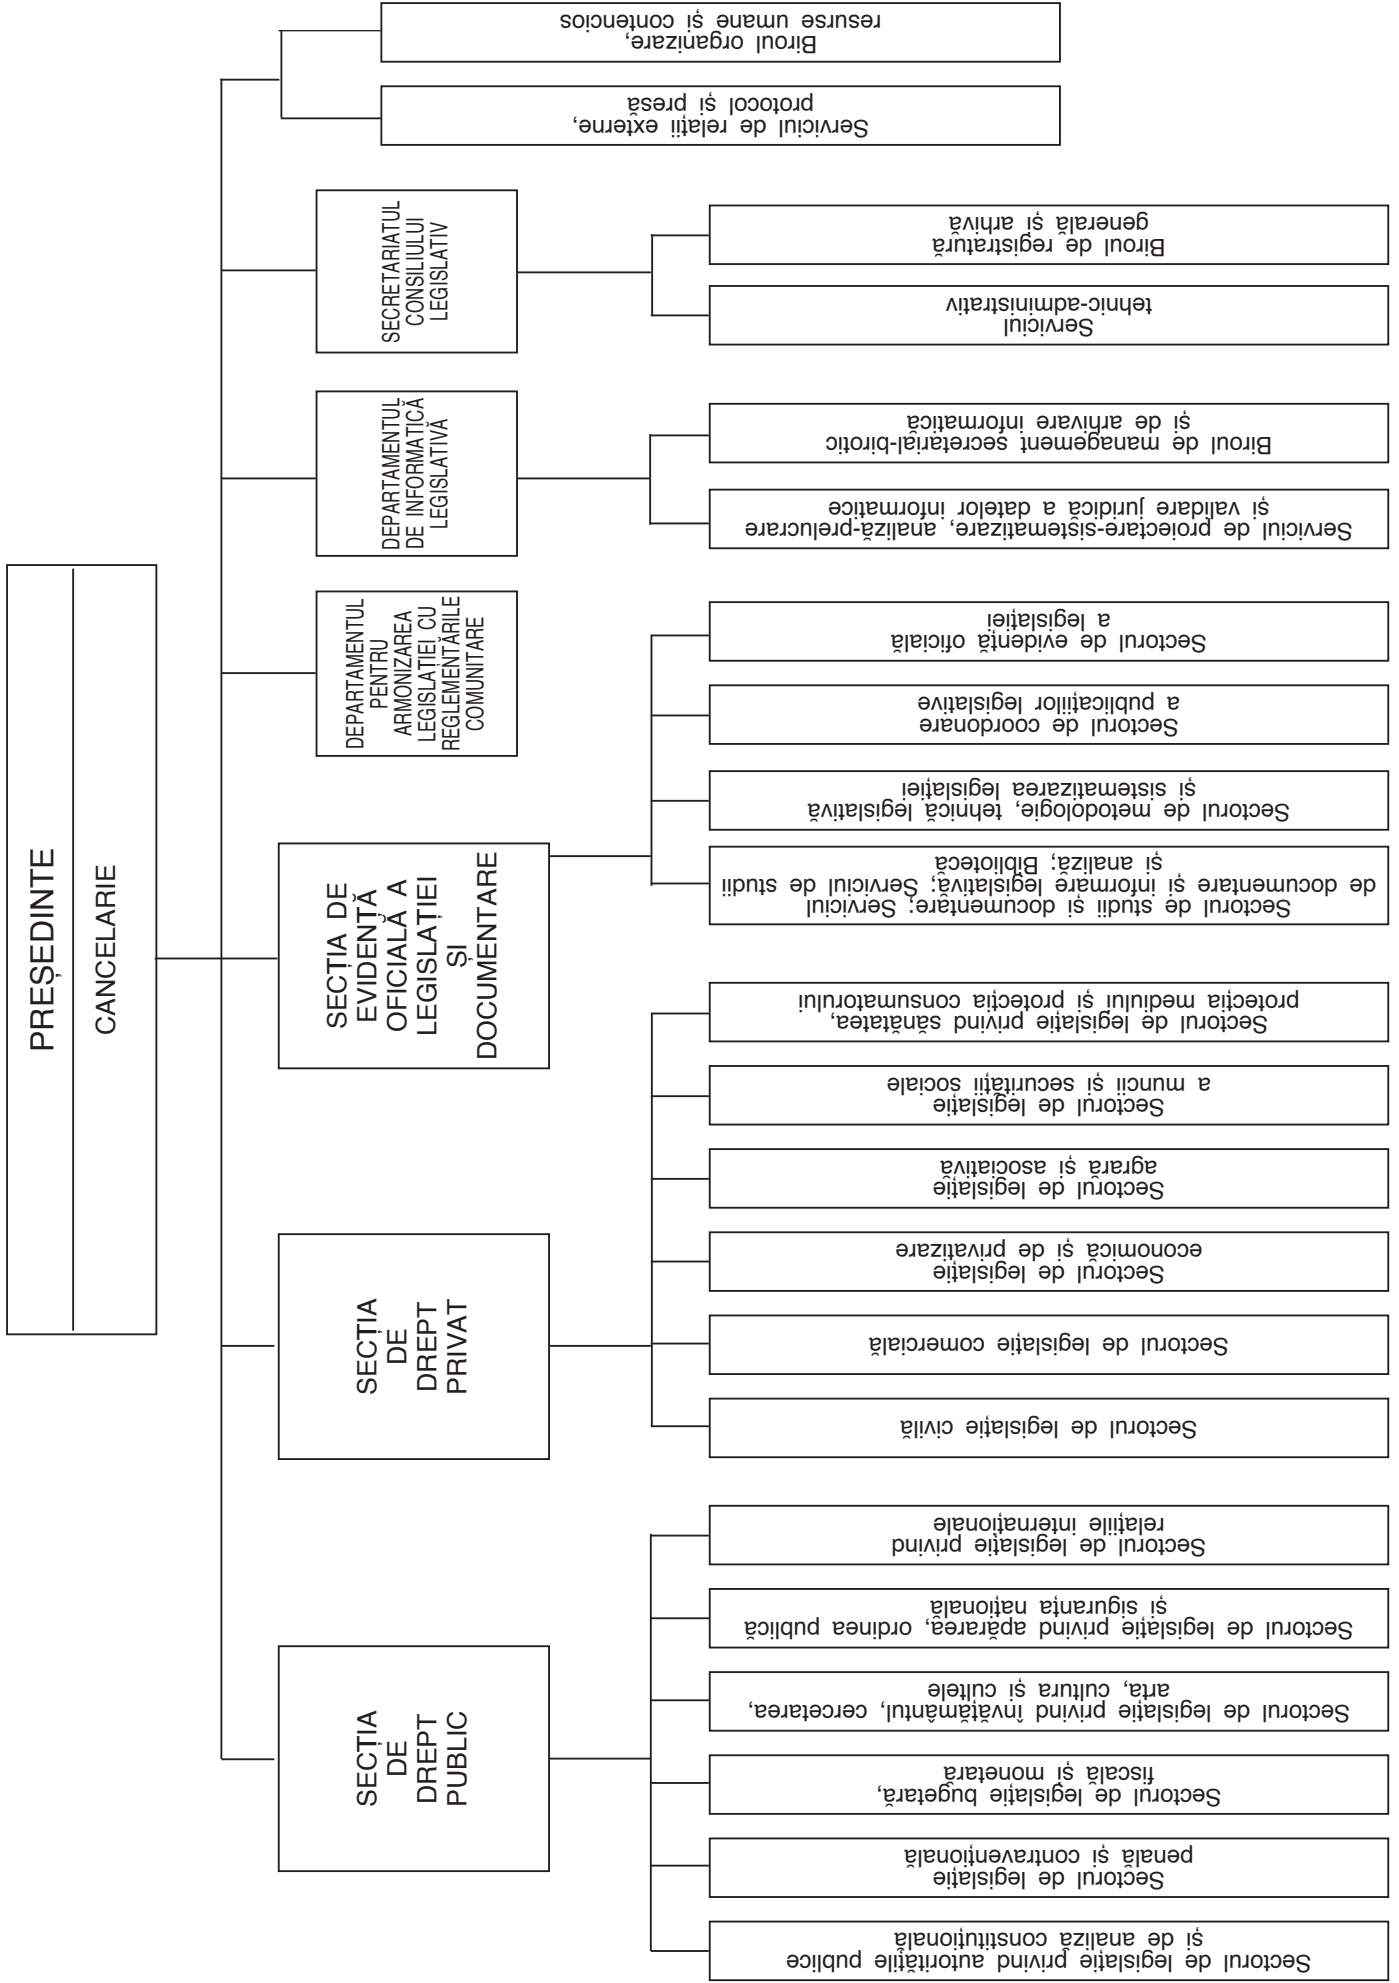 PREȘEDINTE
CANCELARIE
SECȚIA
DE
DREPT
PUBLIC
Sectorul de legislație privind autoritățile publice
și de analiză constituțională
Sectorul de legislație
penală și contravențională
Sectorul de legislație bugetară,
fiscală și monetară
Sectorul de legislație privind învățământul, cercetarea,
arta, cultura și cultele
Sectorul de legislație privind apărarea, ordinea publică
și siguranța națională
Sectorul de legislație privind
relațiile internaționale
SECȚIA
DE
DREPT
PRIVAT
Sectorul de legislație civilă
Sectorul de legislație comercială
Sectorul de legislație
economică și de privatizare
Sectorul de legislație
agrară și asociativă
Sectorul de legislație
a muncii și securității sociale
Sectorul de legislație privind sănătatea,
protecția mediului și protecția consumatorului
SECȚIA DE
EVIDENȚĂ
OFICIALĂ A
LEGISLAȚIEI
ȘI
DOCUMENTARE
Sectorul de studii și documentare: Serviciul
de documentare și informare legislativă; Serviciul de studii
și analiză; Biblioteca
Sectorul de metodologie, tehnică legislativă
și sistematizarea legislației
Sectorul de coordonare
a publicațiilor legislative
Sectorul de evidență oficială
a legislației
DEPARTAMENTUL
PENTRU
ARMONIZAREA
LEGISLAȚIEI CU
REGLEMENTĂRILE
COMUNITARE
DEPARTAMENTUL
DE INFORMATICĂ
LEGISLATIVĂ
Serviciul de proiectare-sistematizare, analiză-prelucrare
și validare juridică a datelor informatice
Biroul de management secretarial-birotic
și de arhivare informatică
SECRETARIATUL
CONSILIULUI
LEGISLATIV
Serviciul
tehnic-administrativ
Biroul de registratură
generală și arhivă
Serviciul de relații externe,
protocol și presă
Biroul organizare,
resurse umane și contencios